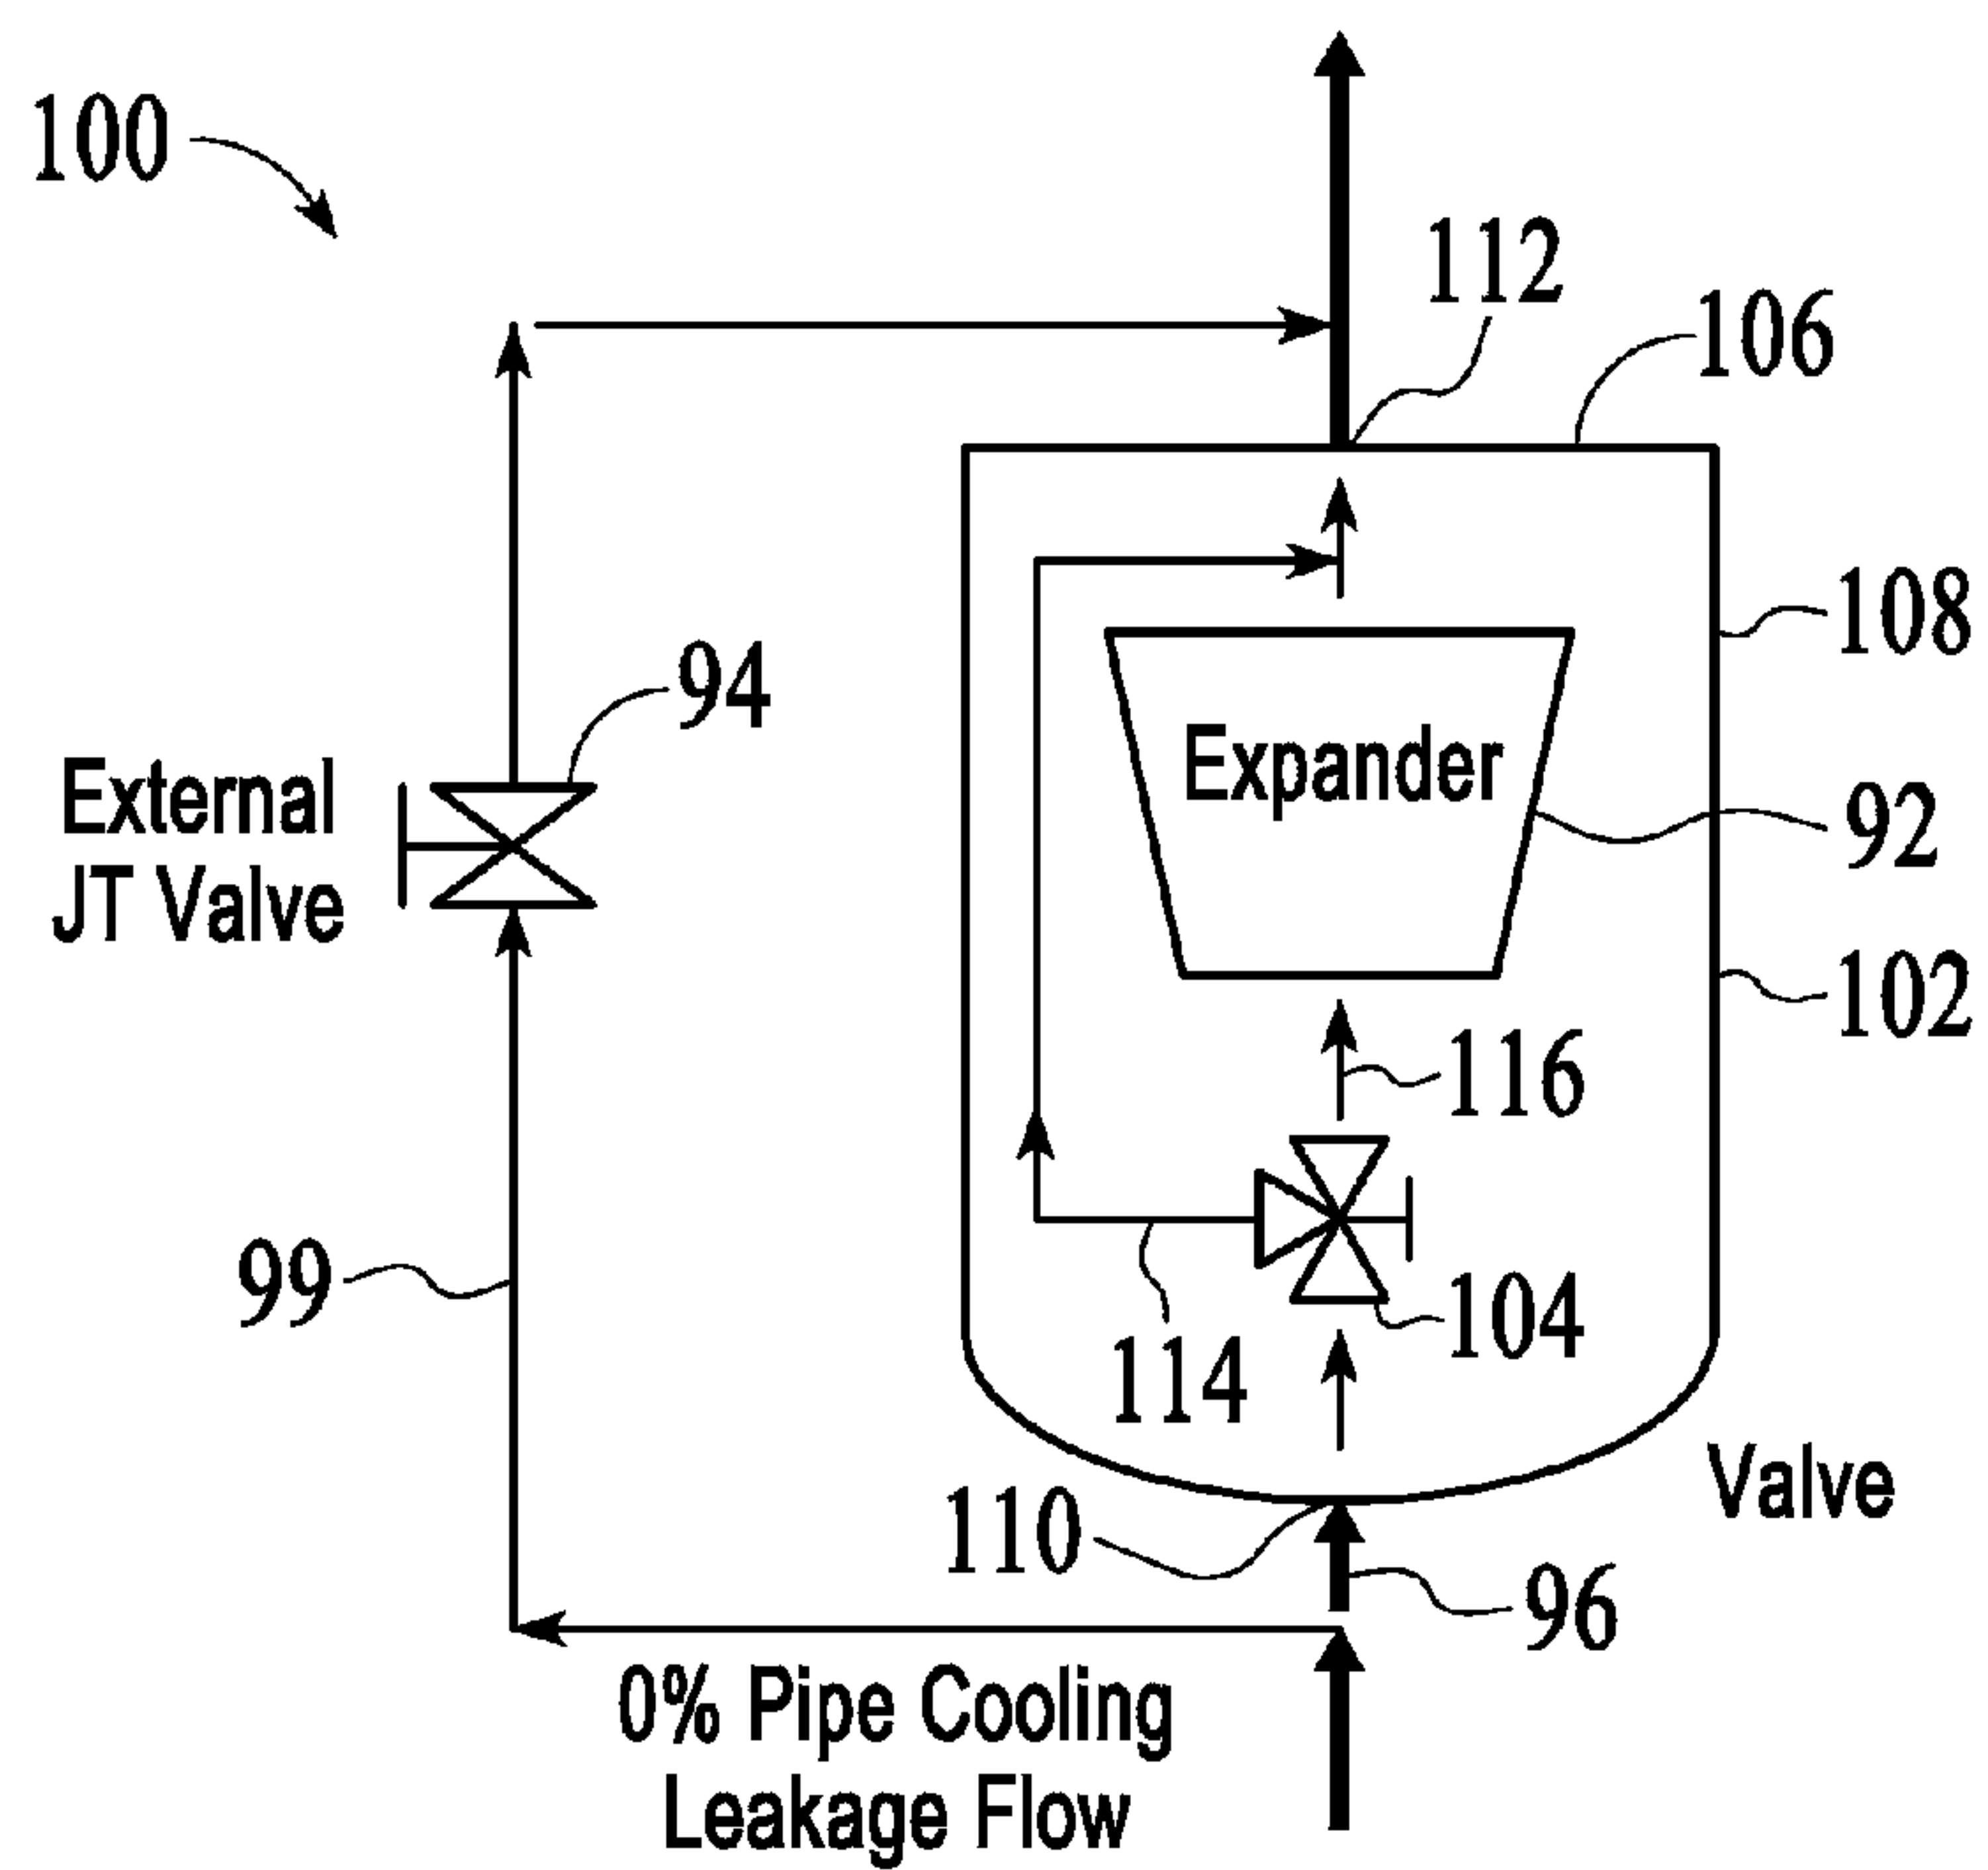 100
112
106
108
94
Expander
External
JT Valve
92
102
116
99
104
114
Valve
110
96
0% Pipe Cooling
Leakage Flow